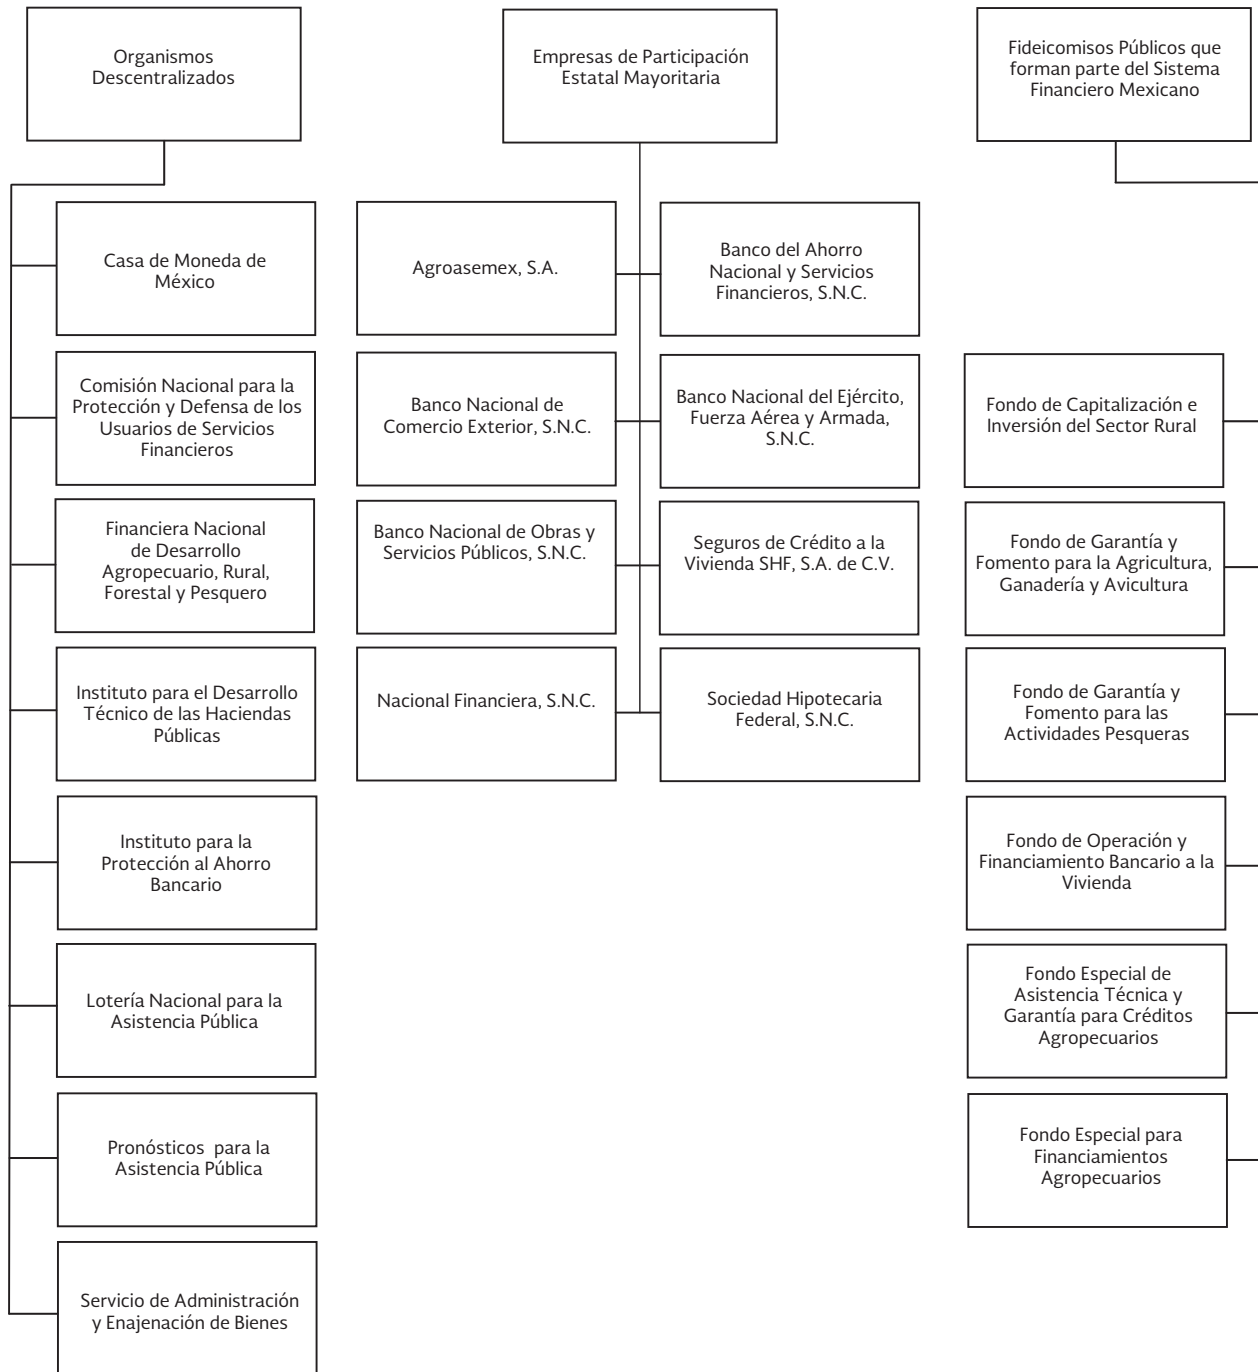 Organismos
Descentralizados
Empresas de Participación
Estatal Mayoritaria
Fideicomisos Públicos que
forman parte del Sistema
Financiero Mexicano
Casa de Moneda de
México
Comisión Nacional para la
Protección y Defensa de los
Usuarios de Servicios
Financieros
Financiera Nacional
de Desarrollo
Agropecuario, Rural,
Forestal y Pesquero
Instituto para el Desarrollo
Técnico de las Haciendas
Públicas
Instituto para la
Protección al Ahorro
Bancario
Lotería Nacional para la
Asistencia Pública
Pronósticos para la
Asistencia Pública
Servicio de Administración
y Enajenación de Bienes
Agroasemex, S.A.
Banco del Ahorro
Nacional y Servicios
Financieros, S.N.C.
Banco Nacional de
Comercio Exterior, S.N.C.
Banco Nacional del Ejército,
Fuerza Aérea y Armada,
S.N.C.
Banco Nacional de Obras y
Servicios Públicos, S.N.C.
Seguros de Crédito a la
Vivienda SHF, S.A. de C.V.
Nacional Financiera, S.N.C.
Sociedad Hipotecaria
Federal, S.N.C.
Fondo de Capitalización e
Inversión del Sector Rural
Fondo de Garantía y
Fomento para la Agricultura,
Ganadería y Avicultura
Fondo de Garantía y
Fomento para las
Actividades Pesqueras
Fondo de Operación y
Financiamiento Bancario a la
Vivienda
Fondo Especial de
Asistencia Técnica y
Garantía para Créditos
Agropecuarios
Fondo Especial para
Financiamientos
Agropecuarios